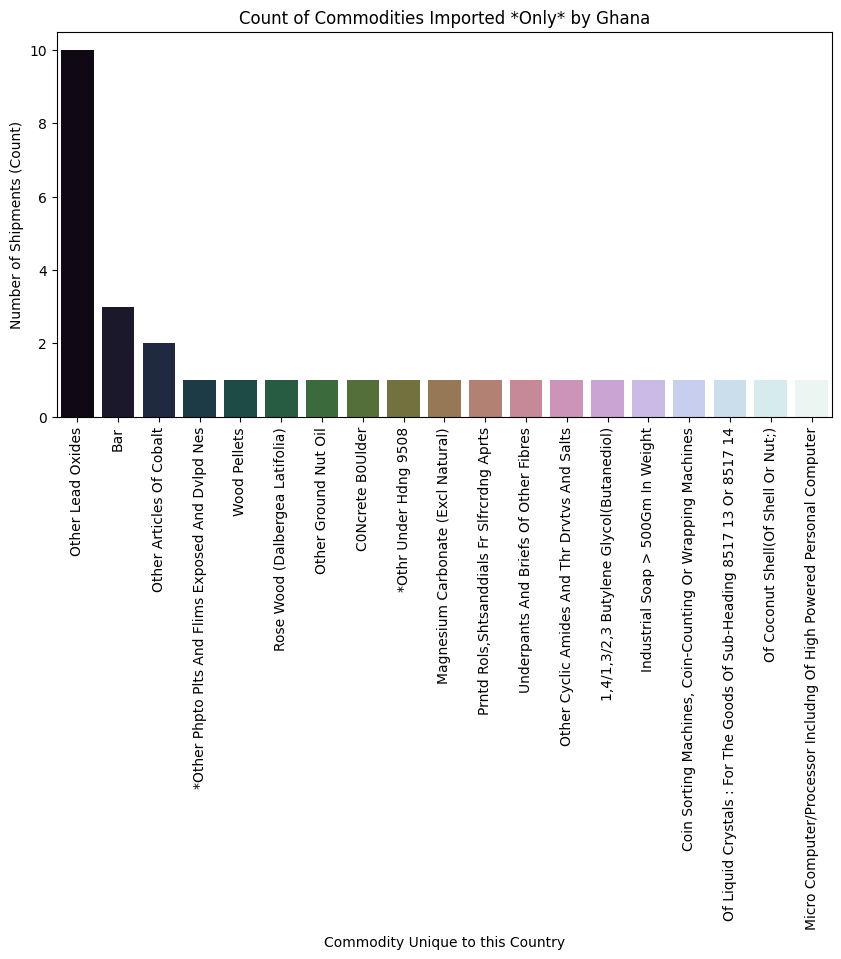 Count of Commodities Imported *Only* by Ghana
Number of Shipments (Count)
10
8
6
4
2
0
Other Lead Oxides
Bar
Other Articles Of Cobalt
*Other Phpto Plts And Flims Exposed And Dvlpd Nes
Wood Pellets
Rose Wood (Dalbergea Latifolia)
Other Ground Nut Oil
C0Ncrete B0Ulder
*Othr Under Hdng 9508
Magnesium Carbonate (Excl Natural)
Prntd Rols,Shtsanddials Fr Slfrcrdng Aprts
Underpants And Briefs Of Other Fibres
Other Cyclic Amides And Thr Drvtvs And Salts
1,4/1,3/2,3 Butylene Glycol(Butanediol)
Industrial Soap > 500Gm In Weight
Coin Sorting Machines, Coin-Counting Or Wrapping Machines
Of Liquid Crystals : For The Goods Of Sub-Heading 8517 13 Or 8517 14
Of Coconut Shell(Of Shell Or Nut;)
Micro Computer/Processor Includng Of High Powered Personal Computer
Commodity Unique to this Country